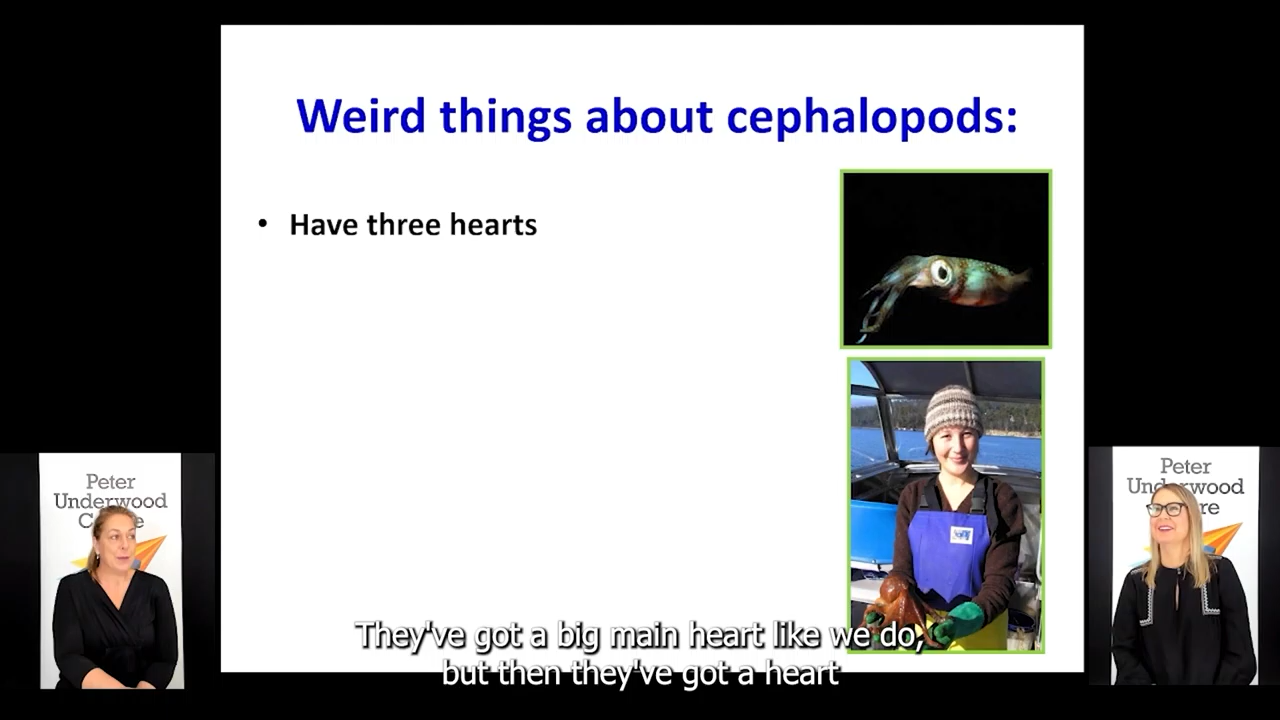 Weird things about cephalopods:
• Have three hearts
Peter
Underwood
Peter
Underwood
They've got a big main heart like we do,
but then they've got a heart